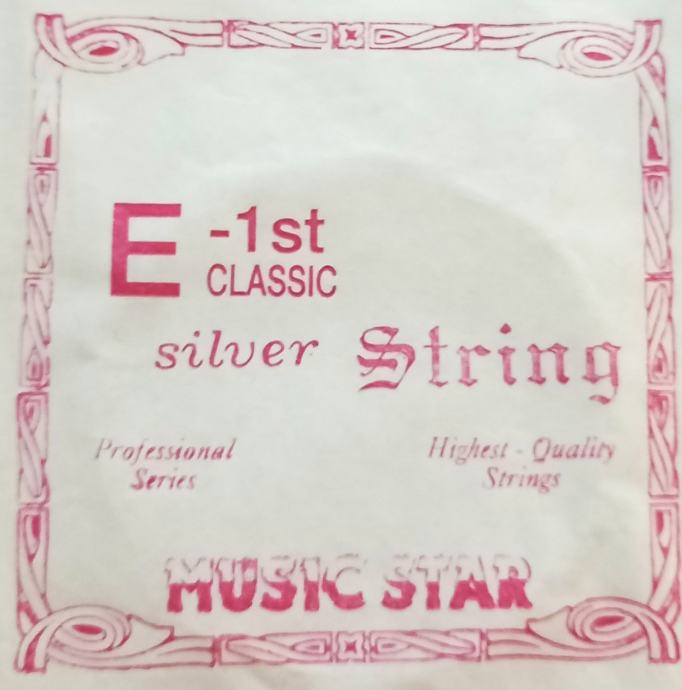 E -1st
CLASSIC
silver String
Professional Highest - Quality
Series Strings
MUSIC STAR